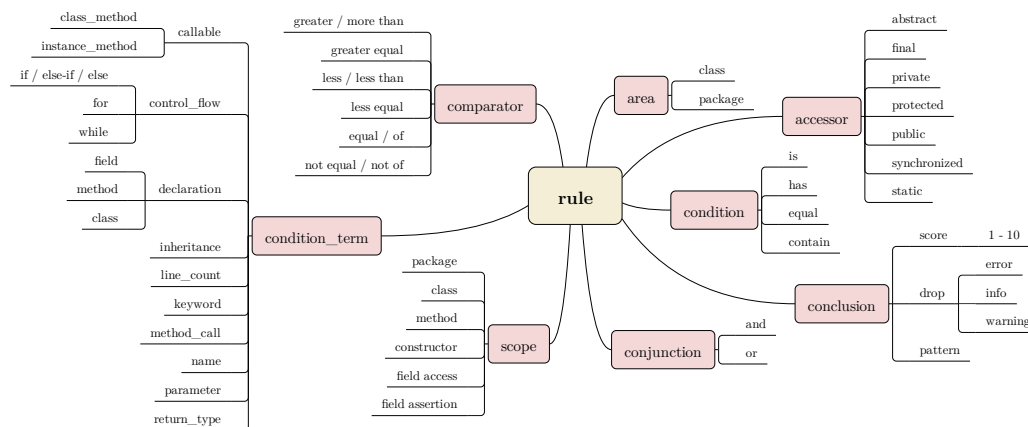 rule
comparator
greater / more than
greater equal
less / less than
less equal
equal / of
not equal / not of
condition_term
callable
class_method
instance_method
control_flow
if / else-if / else
for
while
declaration
field
method
class
inheritance
line_count
keyword
method_call
name
parameter
return_type
scope
package
class
method
constructor
field access
field assertion
area
class
package
accessor
abstract
final
private
protected
public
synchronized
static
condition
is
has
equal
contain
conclusion
score
1 - 10
drop
error
info
warning
pattern
conjunction
and
or